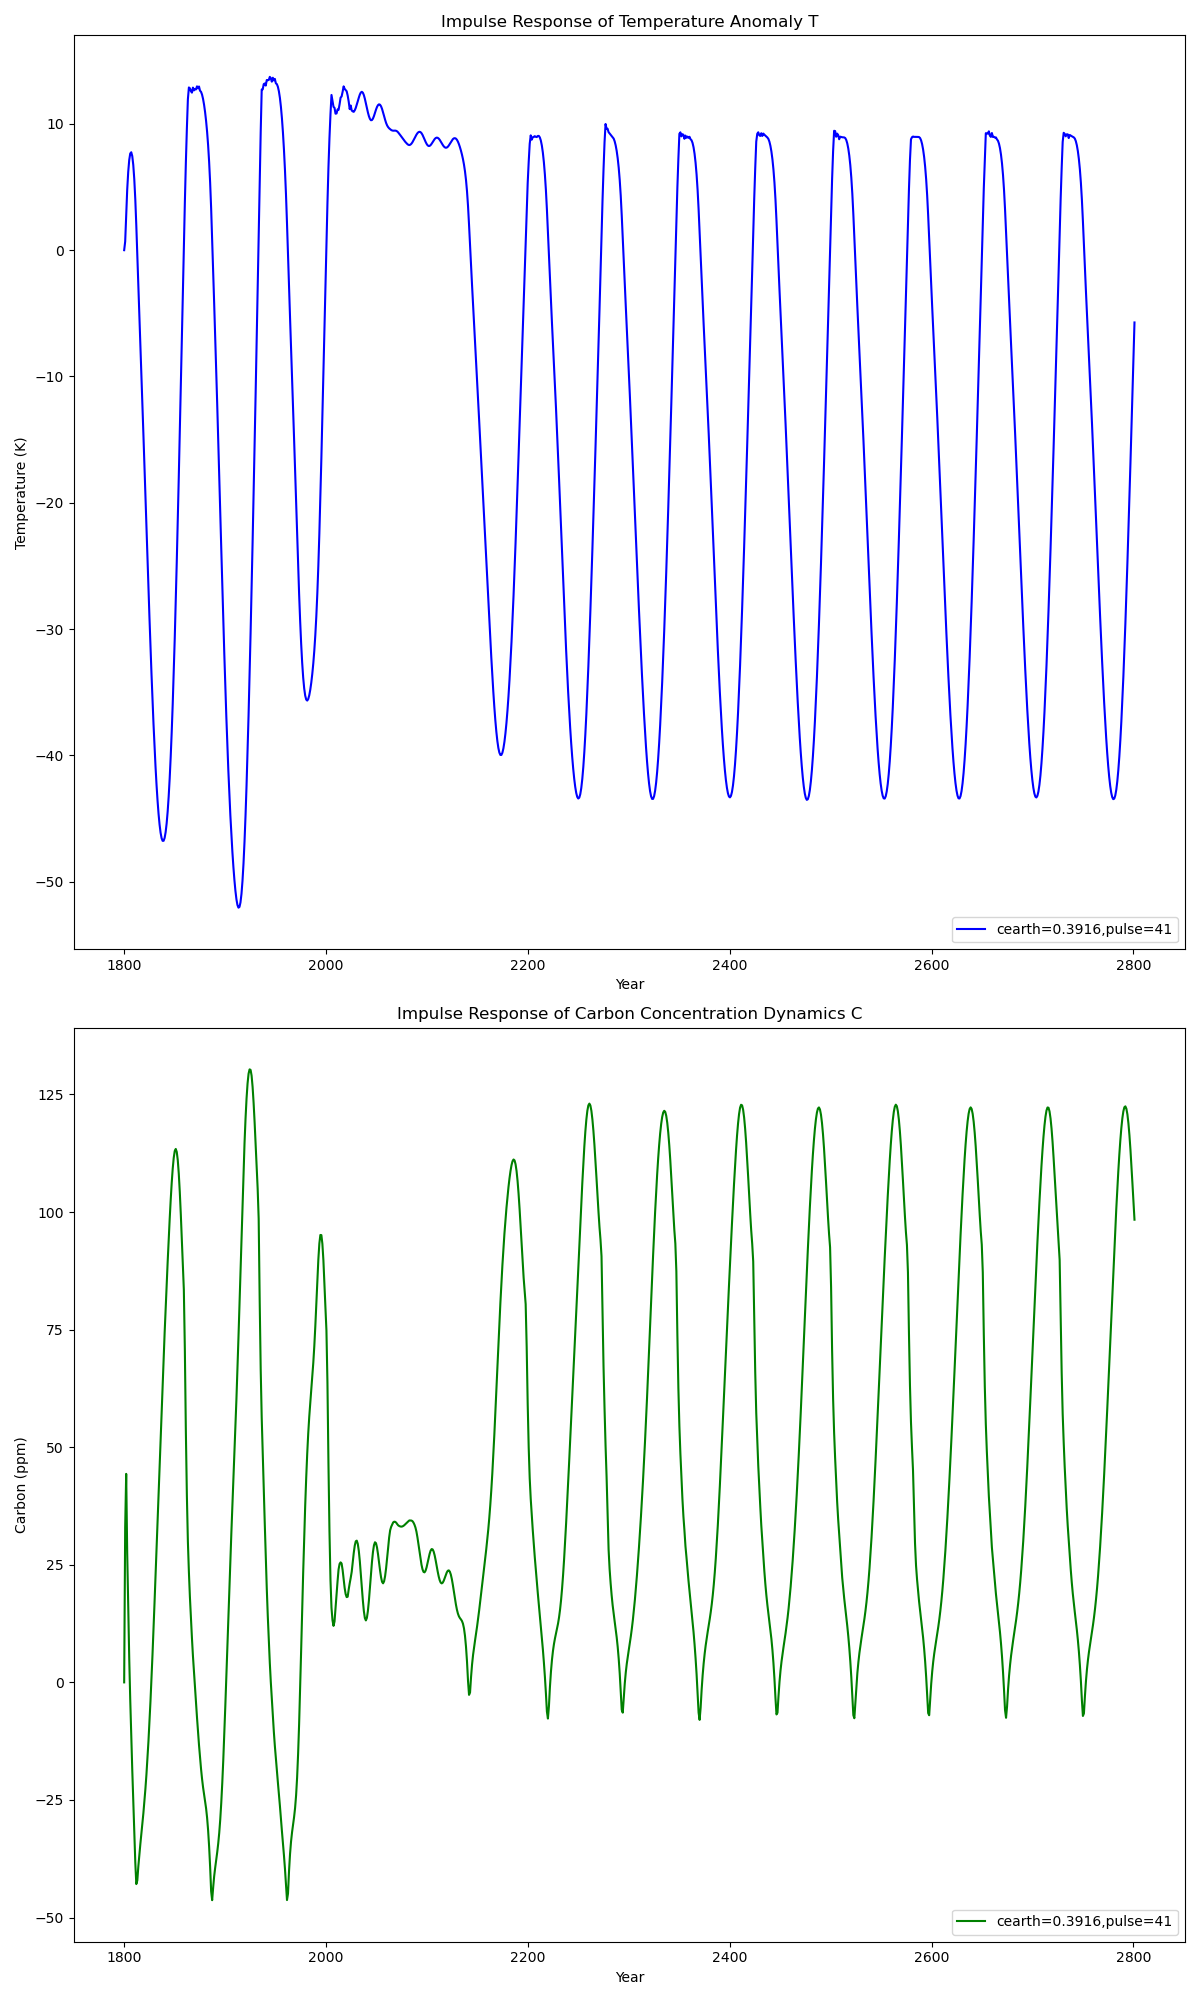 Impulse Response of Temperature Anomaly T
10
0
−10
−20
−30
−40
−50
Temperature (K)
cearth=0.3916,pulse=41
1800 2000 2200 2400 2600 2800
Year
Impulse Response of Carbon Concentration Dynamics C
125
100
75
50
25
0
−25
−50
Carbon (ppm)
cearth=0.3916,pulse=41
1800 2000 2200 2400 2600 2800
Year